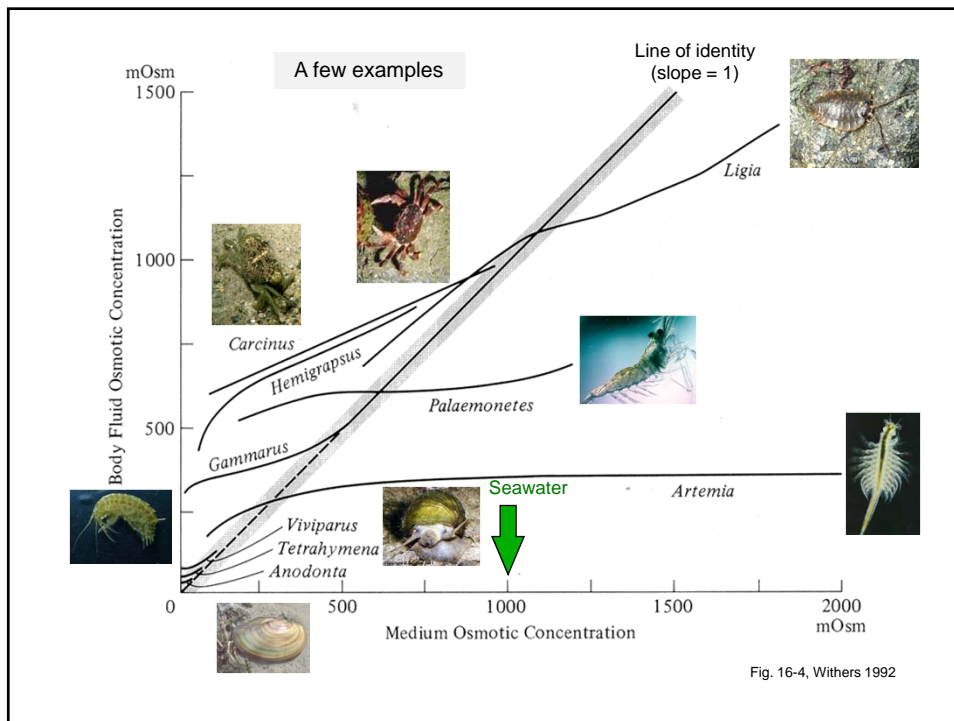 A few examples
Line of identity
(slope = 1)
mOsm
1500
1000
500
Body Fluid Osmotic Concentration
Ligia
Carcinus
Hemigrapsus
Palaemonetes
Gammarus
Seawater
Artemia
Viviparus
Tetrahymena
Anodonta
0
500
1000
1500
2000
Medium Osmotic Concentration
mOsm
Fig. 16-4, Withers 1992